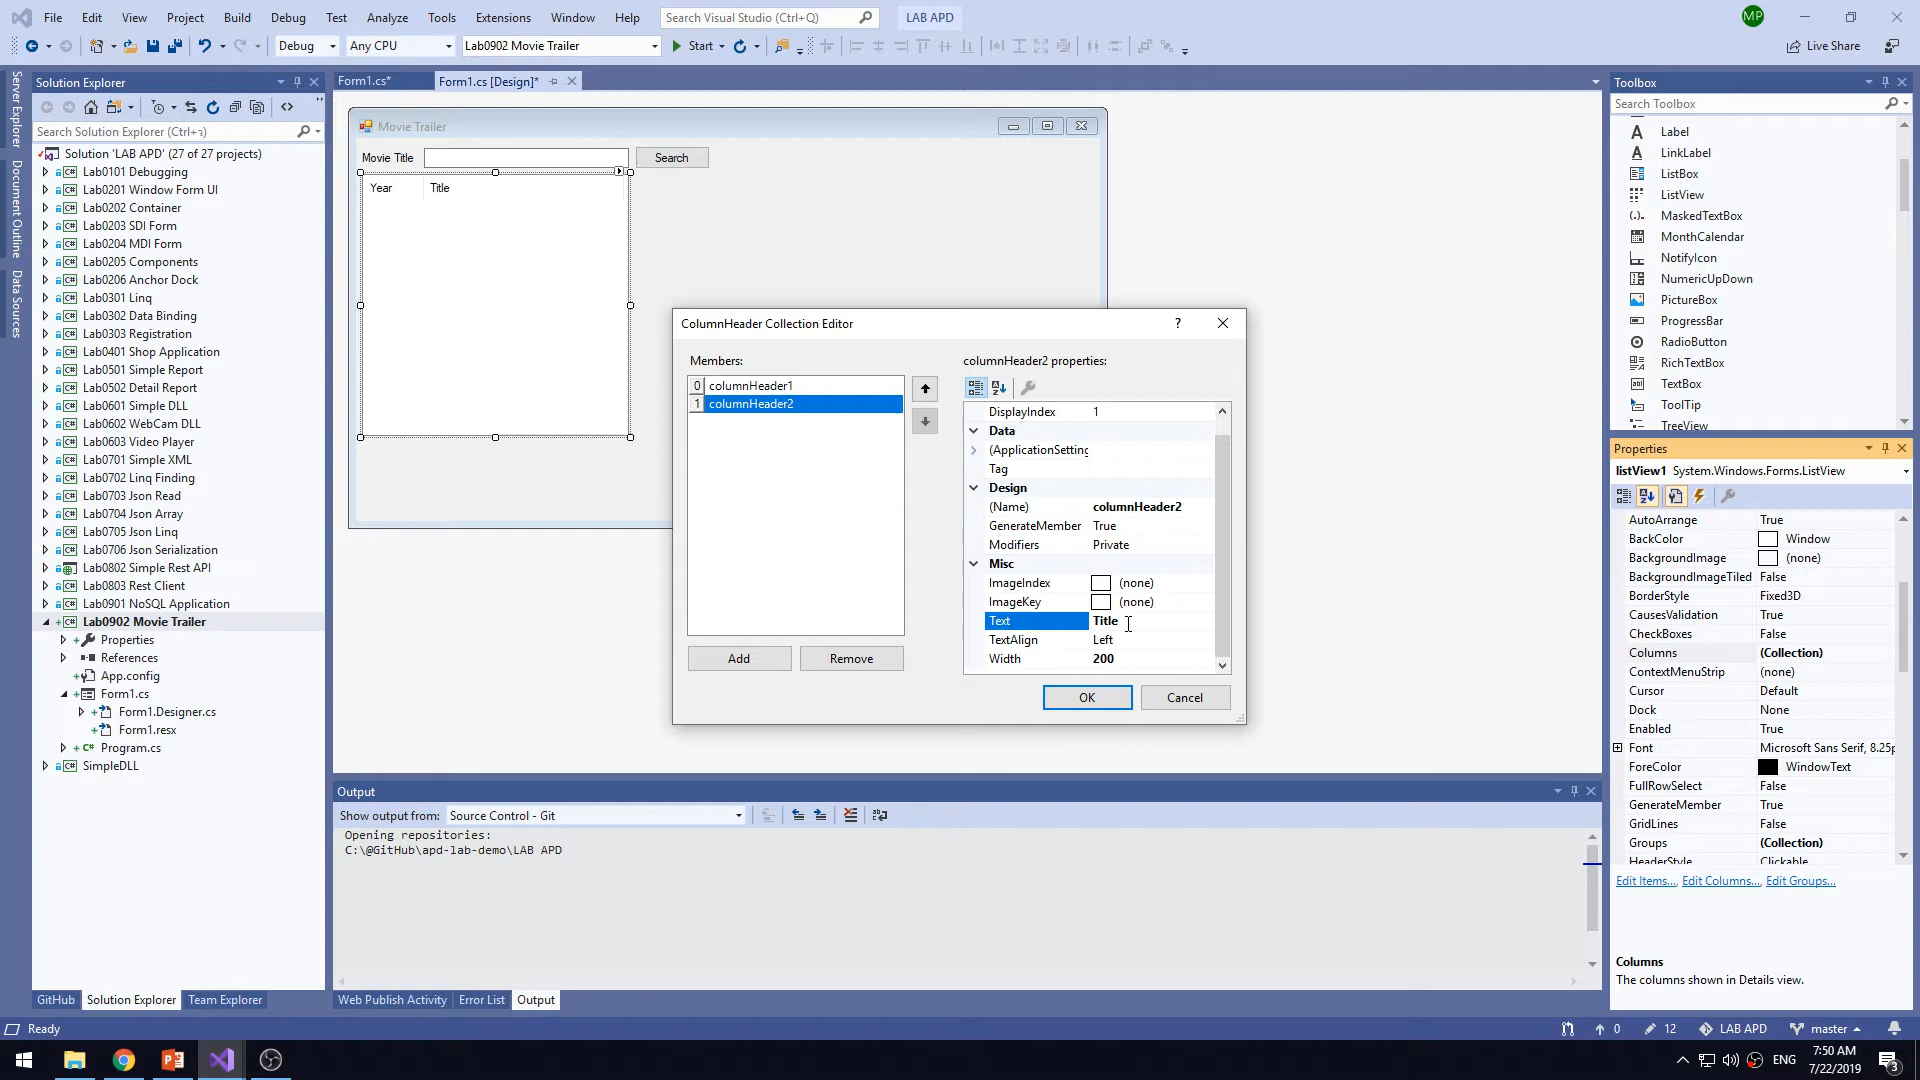 File Edit View Project Build Debug Test Analyze Tools Extensions Window Help Search Visual Studio (Ctrl+Q) LAB APD MP
Debug Any CPU Lab0902 Movie Trailer Start Live Share
Server Explorer
Document Outline
Data Sources
Solution Explorer
Search Solution Explorer (Ctrl+ว)
Solution 'LAB APD' (27 of 27 projects)
Lab0101 Debugging
Lab0201 Window Form UI
Lab0202 Container
Lab0203 SDI Form
Lab0204 MDI Form
Lab0205 Components
Lab0206 Anchor Dock
Lab0301 Linq
Lab0302 Data Binding
Lab0303 Registration
Lab0401 Shop Application
Lab0501 Simple Report
Lab0502 Detail Report
Lab0601 Simple DLL
Lab0602 WebCam DLL
Lab0603 Video Player
Lab0701 Simple XML
Lab0702 Linq Finding
Lab0703 Json Read
Lab0704 Json Array
Lab0705 Json Linq
Lab0706 Json Serialization
Lab0802 Simple Rest API
Lab0803 Rest Client
Lab0901 NoSQL Application
Lab0902 Movie Trailer
Properties
References
App.config
Form1.cs
Form1.Designer.cs
Form1.resx
Program.cs
SimpleDLL
GitHub Solution Explorer Team Explorer
Form1.cs* Form1.cs [Design]*
Movie Trailer
Movie Title Search
Year Title
ColumnHeader Collection Editor ?
Members:
0 columnHeader1
1 columnHeader2
Add Remove
columnHeader2 properties:
DisplayIndex 1
Data
(ApplicationSetting
Tag
Design
(Name) columnHeader2
GenerateMember True
Modifiers Private
Misc
ImageIndex (none)
ImageKey (none)
Text Title
TextAlign Left
Width 200
OK Cancel
Output
Show output from: Source Control - Git
Opening repositories:
C:\@GitHub\apd-lab-demo\LAB APD
Web Publish Activity Error List Output
Toolbox
Search Toolbox
Label
LinkLabel
ListBox
ListView
MaskedTextBox
MonthCalendar
NotifyIcon
NumericUpDown
PictureBox
ProgressBar
RadioButton
RichTextBox
TextBox
ToolTip
TreeView
Properties
listView1 System.Windows.Forms.ListView
AutoArrange True
BackColor Window
BackgroundImage (none)
BackgroundImageTiled False
BorderStyle Fixed3D
CausesValidation True
CheckBoxes False
Columns (Collection)
ContextMenuStrip (none)
Cursor Default
Dock None
Enabled True
Font Microsoft Sans Serif, 8.25p
ForeColor WindowText
FullRowSelect False
GenerateMember True
GridLines False
Groups (Collection)
HeaderStyle Clickable
Edit Items..., Edit Columns..., Edit Groups...
Columns
The columns shown in Details view.
Ready 0 12 LAB APD master
ENG 7:50 AM
7/22/2019 3